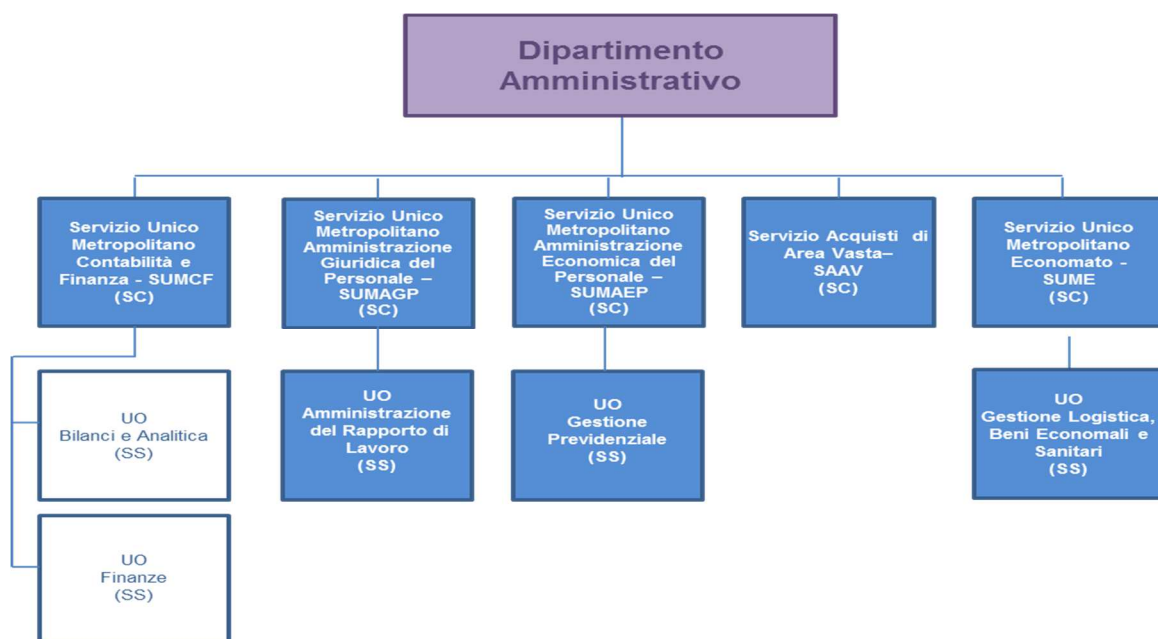 Dipartimento
Amministrativo
Servizio Unico
Metropolitano
Contabilità e
Finanza - SUMCF
(SC)
Servizio Unico
Metropolitano
Amministrazione
Giuridica del
Personale –
SUMAGP
(SC)
Servizio Unico
Metropolitano
Amministrazione
Economica del
Personale –
SUMAEP
(SC)
Servizio Acquisti di
Area Vasta–
SAAV
(SC)
Servizio Unico
Metropolitano
Economato -
SUME
(SC)
UO
Bilanci e Analitica
(SS)
UO
Amministrazione
del Rapporto di
Lavoro
(SS)
UO
Gestione
Previdenziale
(SS)
UO
Gestione Logistica,
Beni Economali e
Sanitari
(SS)
UO
Finanze
(SS)